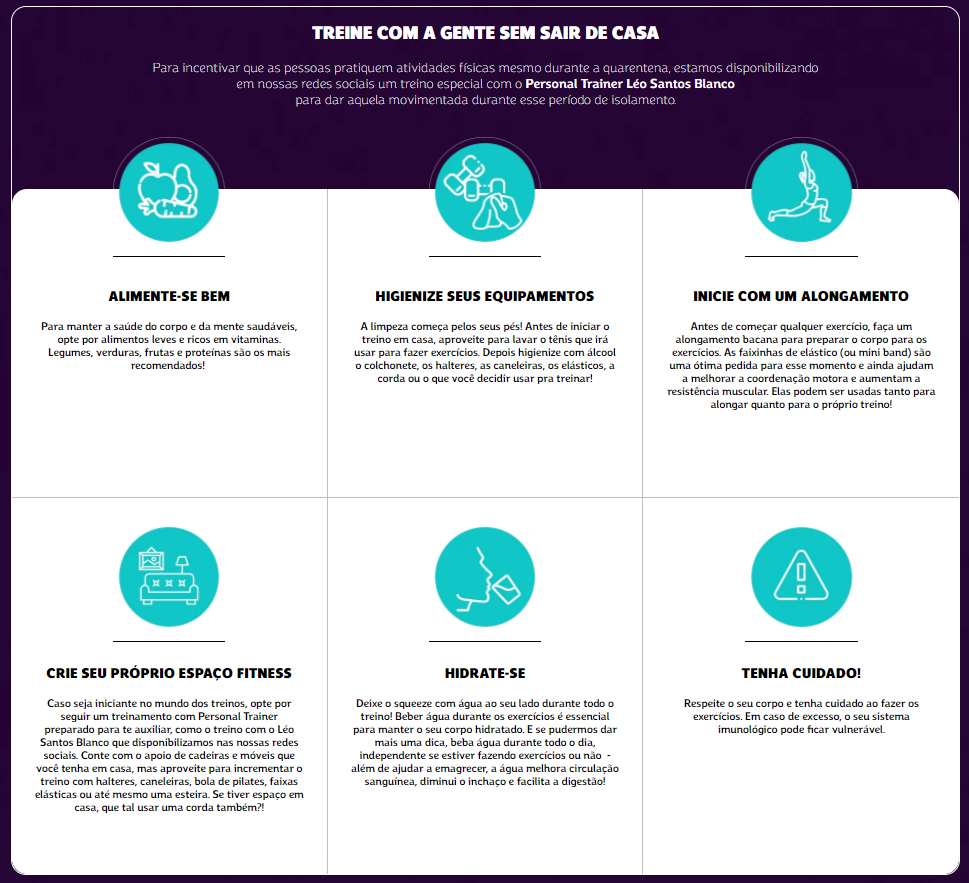 TREINE COM A GENTE SEM SAIR DE CASA
Para incentivar que as pessoas pratiquem atividades físicas mesmo durante a quarentena, estamos disponibilizando
em nossas redes sociais um treino especial com o Personal Trainer Léo Santos Blanco
para dar aquela movimentada durante esse período de isolamento.
ALIMENTE-SE BEM
Para manter a saúde do corpo e da mente saudáveis,
opte por alimentos leves e ricos em vitaminas.
Legumes, verduras, frutas e proteínas são os mais
recomendados!
HIGIENIZE SEUS EQUIPAMENTOS
A limpeza começa pelos seus pés! Antes de iniciar o
treino em casa, aproveite para lavar o tênis que irá
usar para fazer exercícios. Depois higienize com álcool
o colchonete, os halteres, as caneleiras, os elásticos, a
corda ou o que você decidir usar pra treinar!
INICIE COM UM ALONGAMENTO
Antes de começar qualquer exercício, faça um
alongamento bacana para preparar o corpo para os
exercícios. As faixinhas de elástico (ou mini band) são
uma ótima pedida para esse momento e ainda ajudam
a melhorar a coordenação motora e aumentam a
resistência muscular. Elas podem ser usadas tanto para
alongar quanto para o próprio treino!
CRIE SEU PRÓPRIO ESPAÇO FITNESS
Caso seja iniciante no mundo dos treinos, opte por
seguir um treinamento com Personal Trainer
preparado para te auxiliar, como o treino com o Léo
Santos Blanco que disponibilizamos nas nossas redes
sociais. Conte com o apoio de cadeiras e móveis que
você tenha em casa, mas aproveite para incrementar o
treino com halteres, caneleiras, bola de pilates, faixas
elásticas ou até mesmo uma esteira. Se tiver espaço em
casa, que tal usar uma corda também?!
HIDRATE-SE
Deixe o squeeze com água ao seu lado durante todo o
treino! Beber água durante os exercícios é essencial
para manter o seu corpo hidratado. E se pudermos dar
mais uma dica, beba água durante todo o dia,
independente se estiver fazendo exercícios ou não -
além de ajudar a emagrecer, a água melhora circulação
sanguínea, diminui o inchaço e facilita a digestão!
TENHA CUIDADO!
Respeite o seu corpo e tenha cuidado ao fazer os
exercícios. Em caso de excesso, o seu sistema
imunológico pode ficar vulnerável.